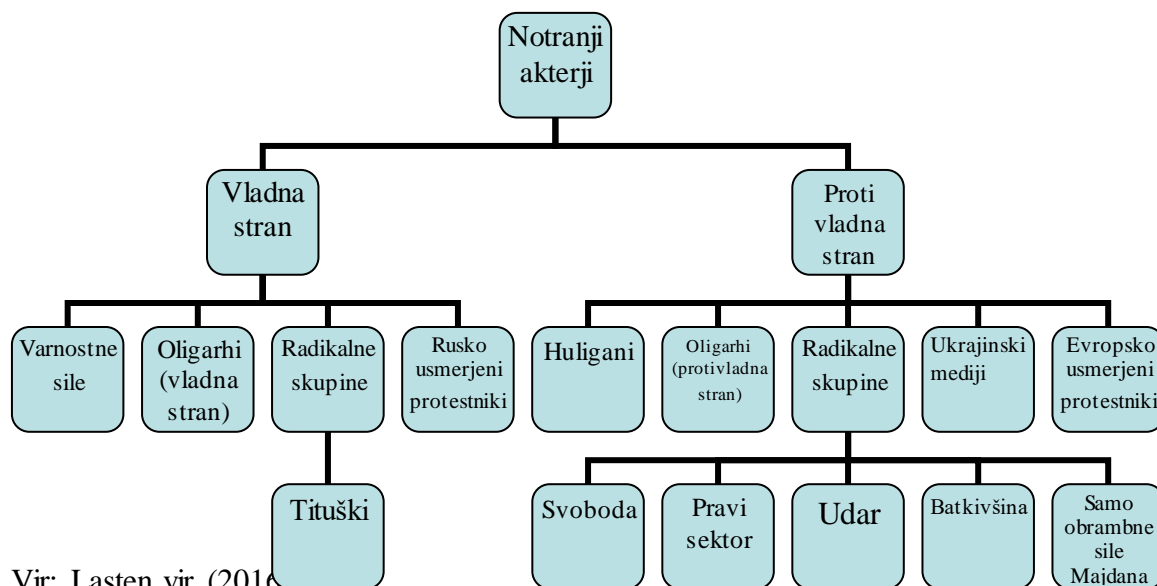 Notranji
akterji
Vladna
stran
Proti
vladna
stran
Varnostne
sile
Oligarhi
(vladna
stran)
Radikalne
skupine
Rusko
usmerjeni
protestniki
Huligani
Oligarhi
(protivladna
stran)
Radikalne
skupine
Ukrajinski
mediji
Evropsko
usmerjeni
protestniki
Tituški
Svoboda
Pravi
sektor
Udar
Batkivšina
Samo
obrambne
sile
Majdana
Vir: Lasten vir (2016